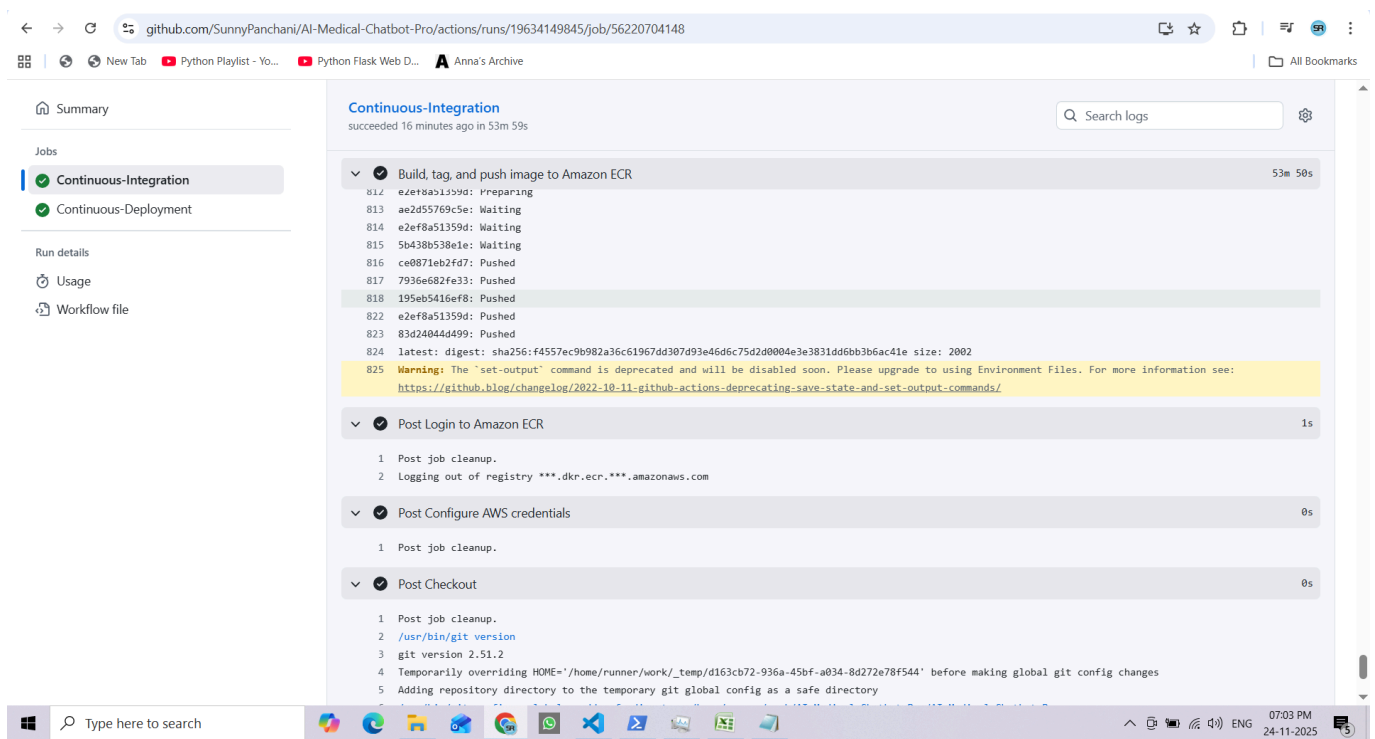 github.com/SunnyPanchani/AI-Medical-Chatbot-Pro/actions/runs/19634149845/job/56220704148
New Tab
Python Playlist - Yo...
Python Flask Web D...
Anna's Archive
All Bookmarks
Summary
Jobs
Continuous-Integration
Continuous-Deployment
Run details
Usage
Workflow file
Continuous-Integration
succeeded 16 minutes ago in 53m 59s
Search logs
Build, tag, and push image to Amazon ECR 53m 50s
812 e2ef8a51359d: Preparing
813 ae2d55769c5e: Waiting
814 e2ef8a51359d: Waiting
815 5b438b538e1e: Waiting
816 ce0871eb2fd7: Pushed
817 7936e682fe33: Pushed
818 195eb5416ef8: Pushed
822 e2ef8a51359d: Pushed
823 83d24044d499: Pushed
824 latest: digest: sha256:f4557ec9b982a36c61967dd307d93e46d6c75d2d0004e3e3831dd6bb3b6ac41e size: 2002
825 Warning: The `set-output` command is deprecated and will be disabled soon. Please upgrade to using Environment Files. For more information see:
https://github.blog/changelog/2022-10-11-github-actions-deprecating-save-state-and-set-output-commands/
Post Login to Amazon ECR 1s
1 Post job cleanup.
2 Logging out of registry ***.dkr.ecr.***.amazonaws.com
Post Configure AWS credentials 0s
1 Post job cleanup.
Post Checkout 0s
1 Post job cleanup.
2 /usr/bin/git version
3 git version 2.51.2
4 Temporarily overriding HOME='/home/runner/work/_temp/d163cb72-936a-45bf-a034-8d272e78f544' before making global git config changes
5 Adding repository directory to the temporary git global config as a safe directory
Type here to search
ENG
07:03 PM
24-11-2025
5